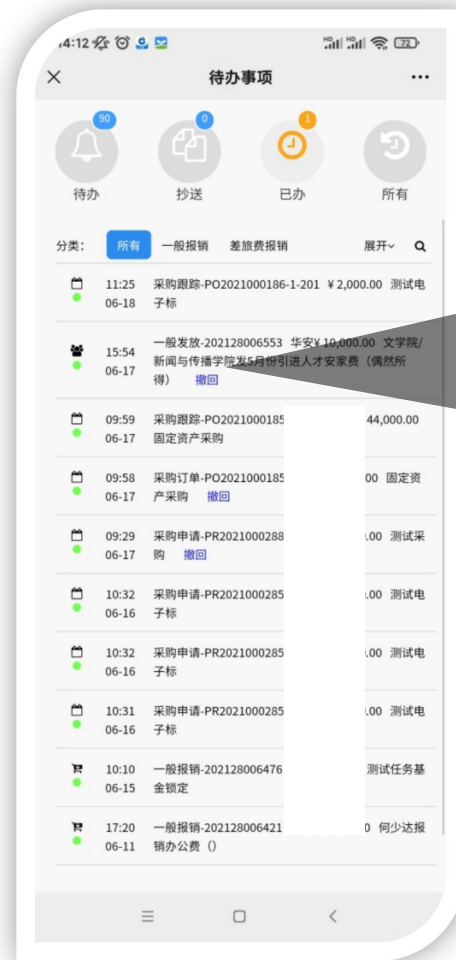 14:12 HD HD 72
待办事项
90 0 1
待办 抄送 已办 所有
分类: 所有 一般报销 差旅费报销 展开
11:25 采购跟踪-PO2021000186-1-201 ¥2,000.00 测试电
06-18 子标
一般发放-202128006553 华安¥10,000.00 文学院/
15:54 新闻与传播学院发5月份引进人才安家费(偶然所
06-17 得) 撤回
09:59 采购跟踪-PO2021000185 44,000.00
06-17 固定资产采购
09:58 采购订单-PO2021000185 00 固定资
06-17 产采购 撤回
09:29 采购申请-PR2021000288 .00 测试采
06-17 购 撤回
10:32 采购申请-PR2021000285 .00 测试电
06-16 子标
10:32 采购申请-PR2021000285 .00 测试电
06-16 子标
10:31 采购申请-PR2021000285 .00 测试电
06-16 子标
10:10 一般报销-202128006476 测试任务基
06-15 金锁定
17:20 一般报销-202128006421 0 何少达报
06-11 销办公费()